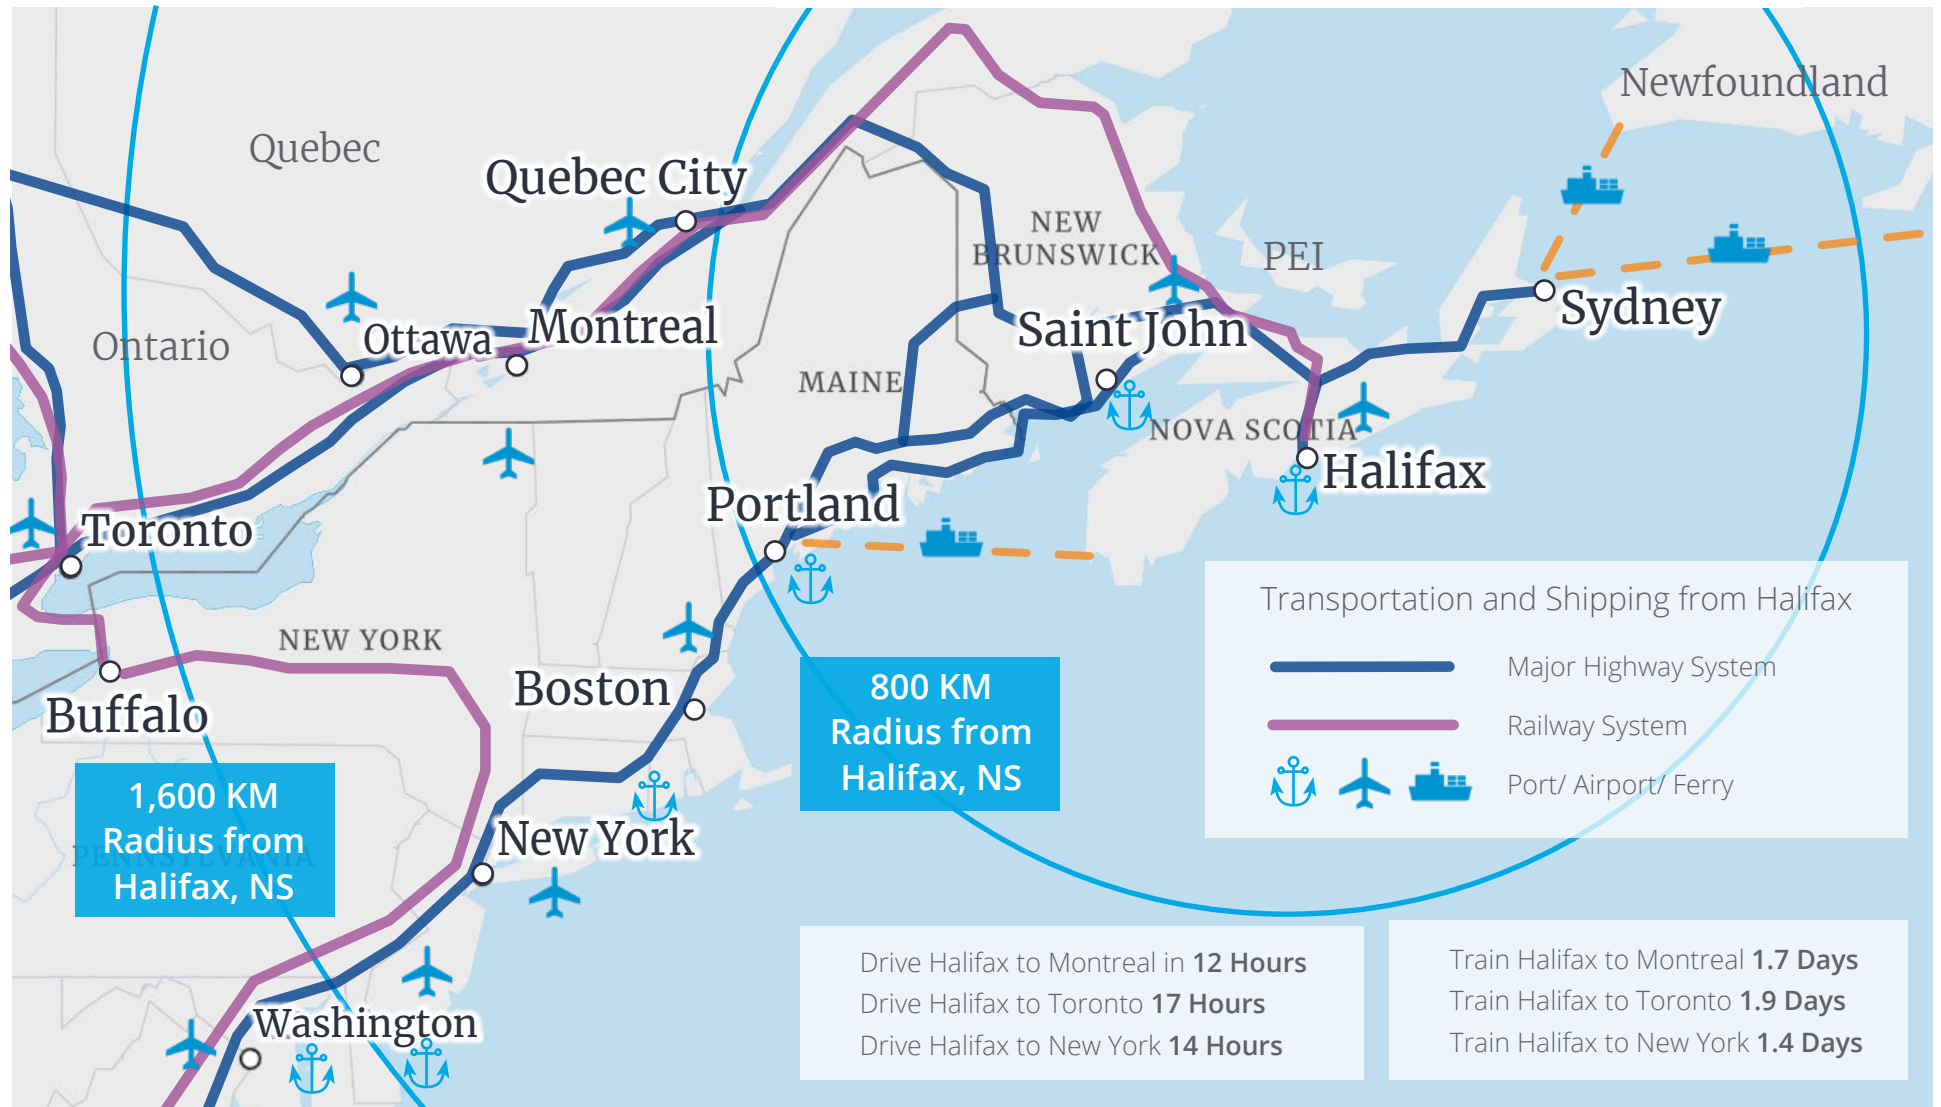 Newfoundland
Quebec
Quebec City
NEW
BRUNSWICK
PEI
Sydney
Ontario
Ottawa
Montreal
Saint John
MAINE
NOVA SCOTIA
Halifax
Portland
Toronto
NEW YORK
Buffalo
Boston
New York
PENNSYLVANIA
Washington
1,600 KM
Radius from
Halifax, NS
800 KM
Radius from
Halifax, NS
Transportation and Shipping from Halifax
Major Highway System
Railway System
Port/ Airport/ Ferry
Drive Halifax to Montreal in 12 Hours
Drive Halifax to Toronto 17 Hours
Drive Halifax to New York 14 Hours
Train Halifax to Montreal 1.7 Days
Train Halifax to Toronto 1.9 Days
Train Halifax to New York 1.4 Days